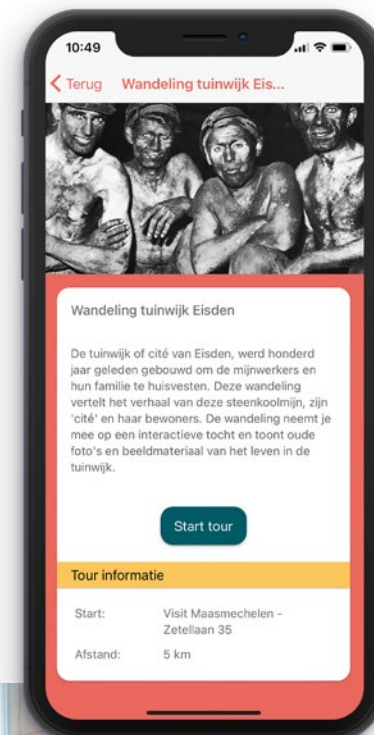 10:49
Terug Wandeling tuinwijk Eis...
Wandeling tuinwijk Eisden
De tuinwijk of cité van Eisden, werd honderd
jaar geleden gebouwd om de mijnwerkers en
hun familie te huisvesten. Deze wandeling
vertelt het verhaal van deze steenkoolmijn, zijn
'cité' en haar bewoners. De wandeling neemt je
mee op een interactieve tocht en toont oude
foto's en beeldmateriaal van het leven in de
tuinwijk.
Start tour
Tour informatie
Start: Visit Maasmechelen -
Zetellaan 35
Afstand: 5 km